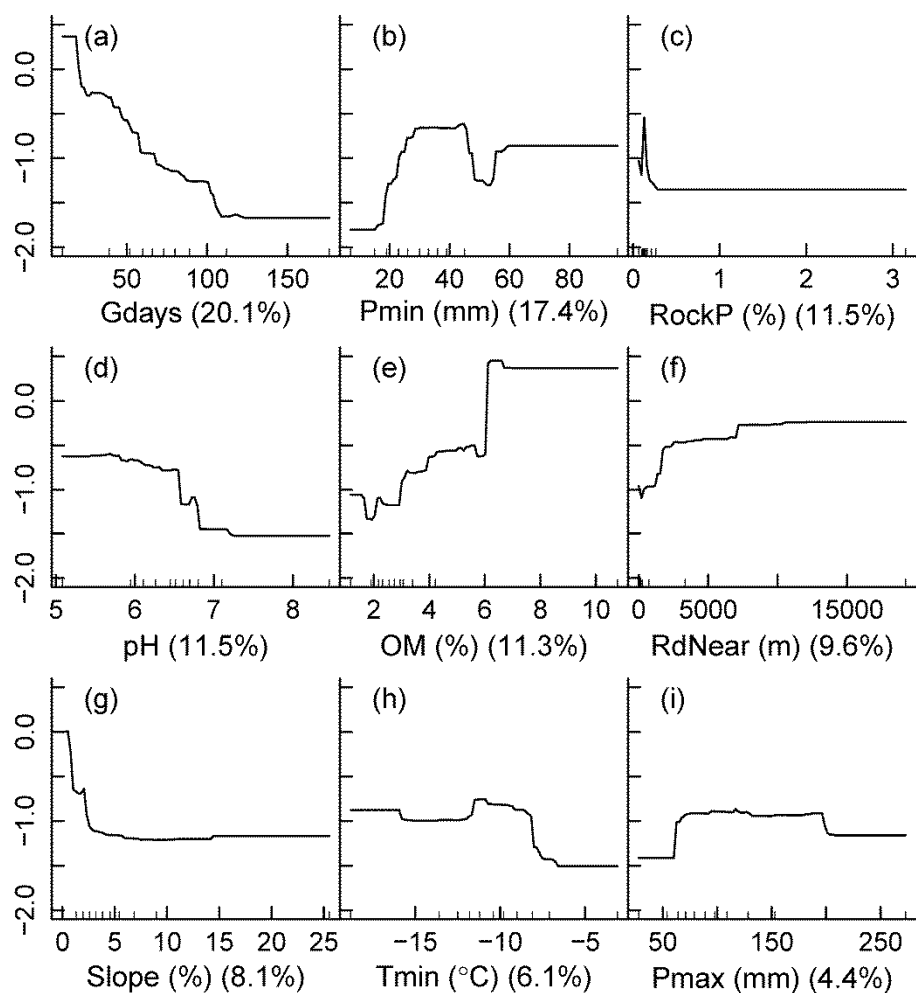 (a) (b) (c)
0.0
−1.0
−2.0
50 100 150 20 40 60 80 0 1 2 3
Gdays (20.1%) Pmin (mm) (17.4%) RockP (%) (11.5%)
(d) (e) (f)
0.0
−1.0
−2.0
5 6 7 8 2 4 6 8 10 0 5000 15000
pH (11.5%) OM (%) (11.3%) RdNear (m) (9.6%)
(g) (h) (i)
0.0
−1.0
−2.0
0 5 10 15 20 25 −15 −10 −5 50 150 250
Slope (%) (8.1%) Tmin (°C) (6.1%) Pmax (mm) (4.4%)